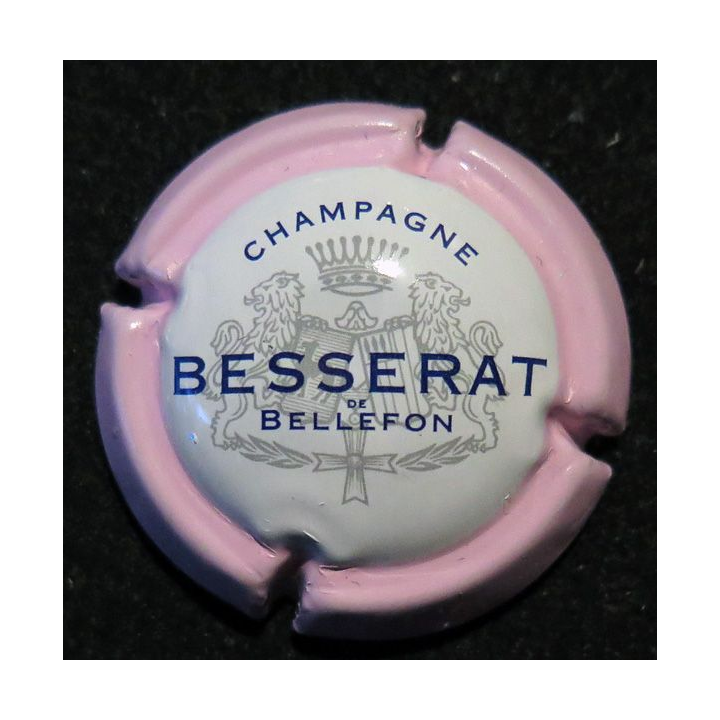 CHAMPAGNE
BESSERAT
DE
BELLEFON